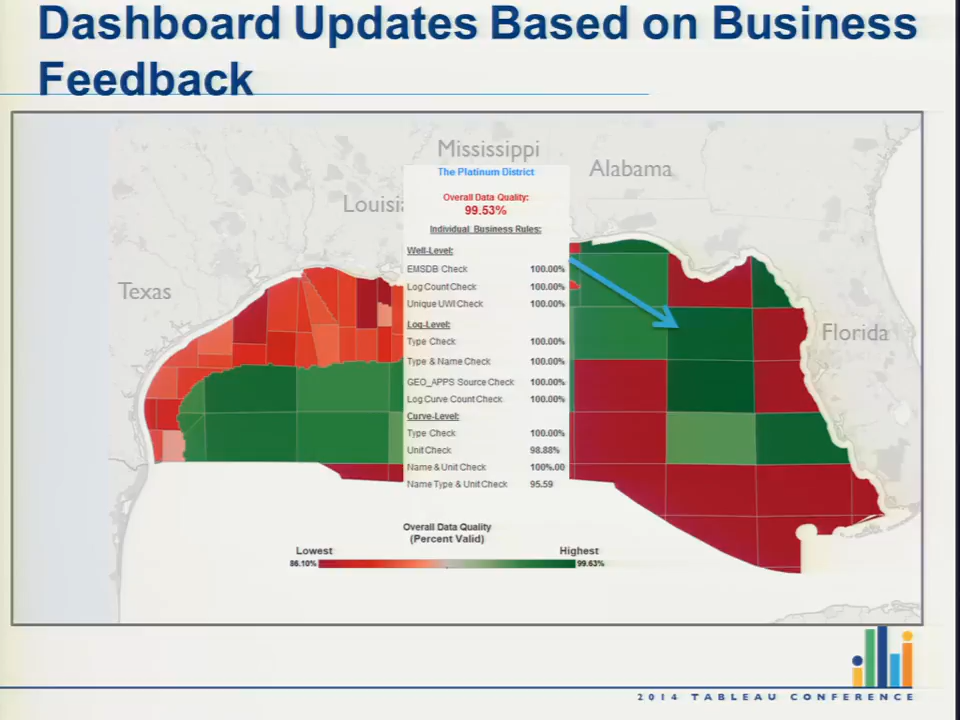 Dashboard Updates Based on Business
Feedback
Mississippi
Alabama
Louisi
Texas
Florida
The Platinum District
Overall Data Quality:
99.53%
Individual Business Rules:
Well-Level:
EMSDB Check 100.00%
Log Count Check 100.00%
Unique UWI Check 100.00%
Log-Level:
Type Check 100.00%
Type & Name Check 100.00%
GEO_APPS Source Check 100.00%
Log Curve Count Check 100.00%
Curve-Level:
Type Check 100.00%
Unit Check 98.88%
Name & Unit Check 100%.00
Name Type & Unit Check 95.59
Overall Data Quality
(Percent Valid)
Lowest Highest
86.10% 99.63%
2014 TABLEAU CONFERENCE